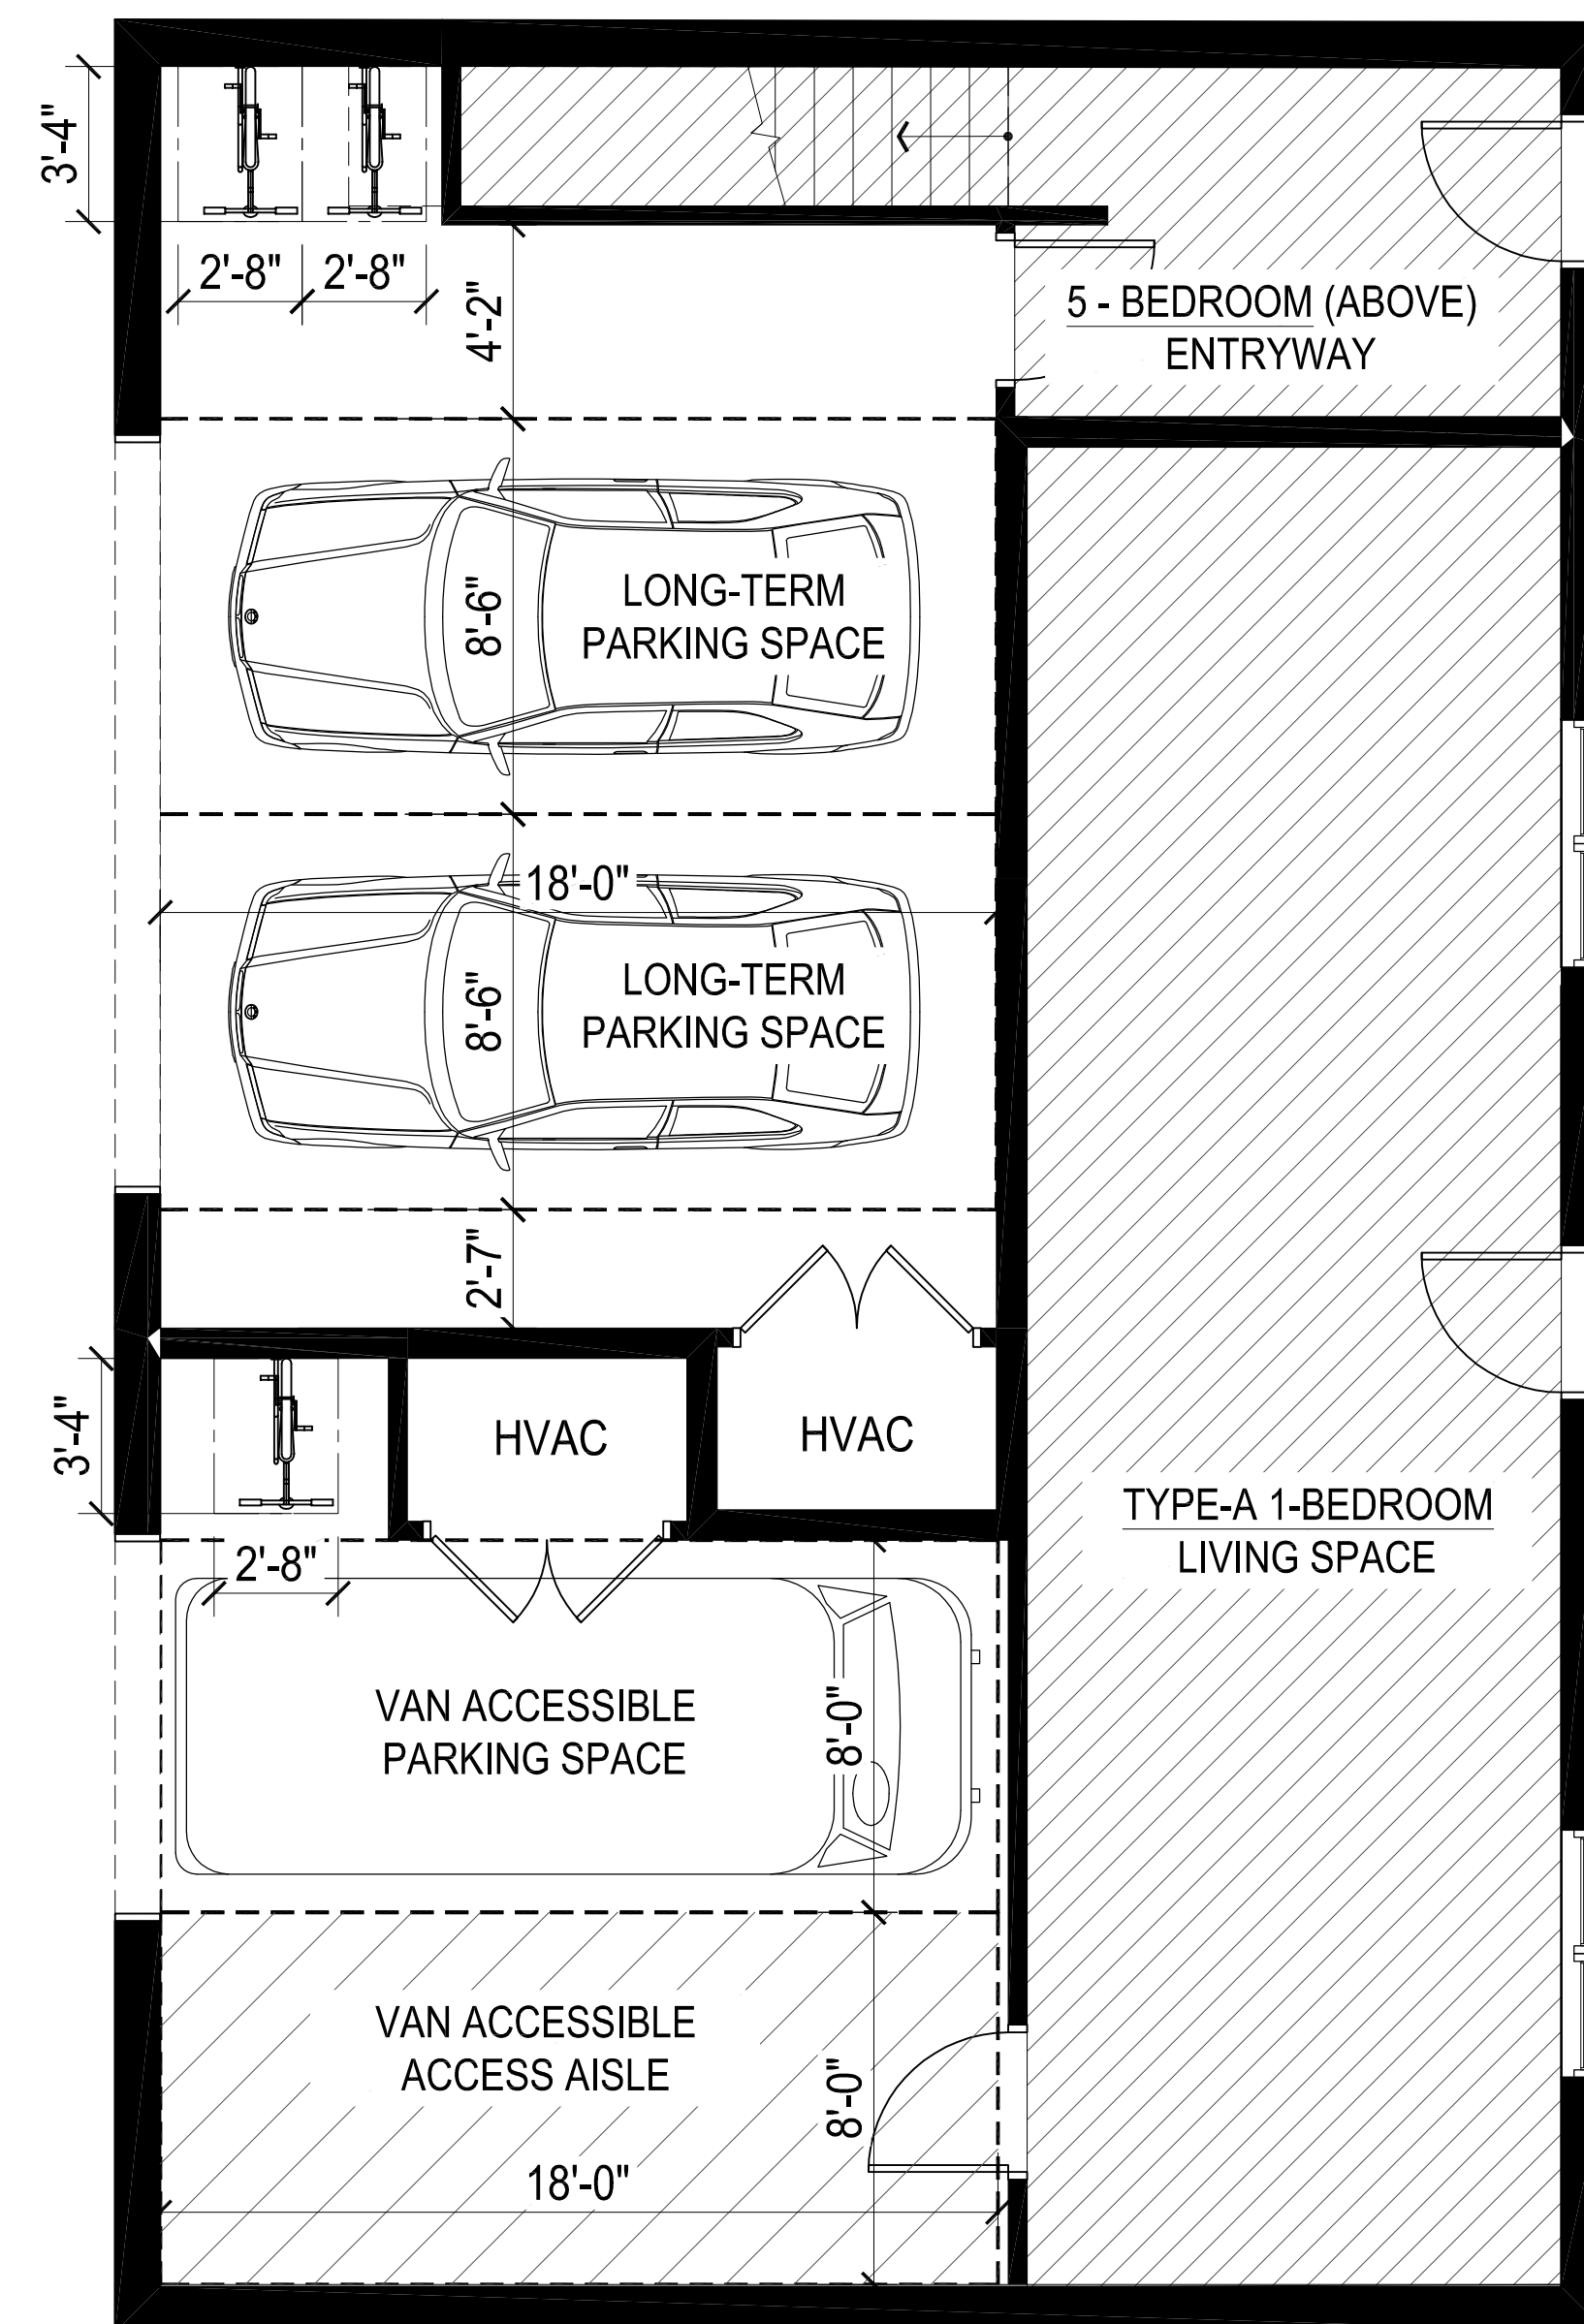 3'-4"
2'-8" 2'-8"
4'-2"
5 - BEDROOM (ABOVE)
ENTRYWAY
8'-6"
LONG-TERM
PARKING SPACE
18'-0"
8'-6"
LONG-TERM
PARKING SPACE
2'-7"
3'-4"
HVAC
HVAC
2'-8"
TYPE-A 1-BEDROOM
LIVING SPACE
VAN ACCESSIBLE
PARKING SPACE
8'-0"
VAN ACCESSIBLE
ACCESS AISLE
8'-0"
18'-0"